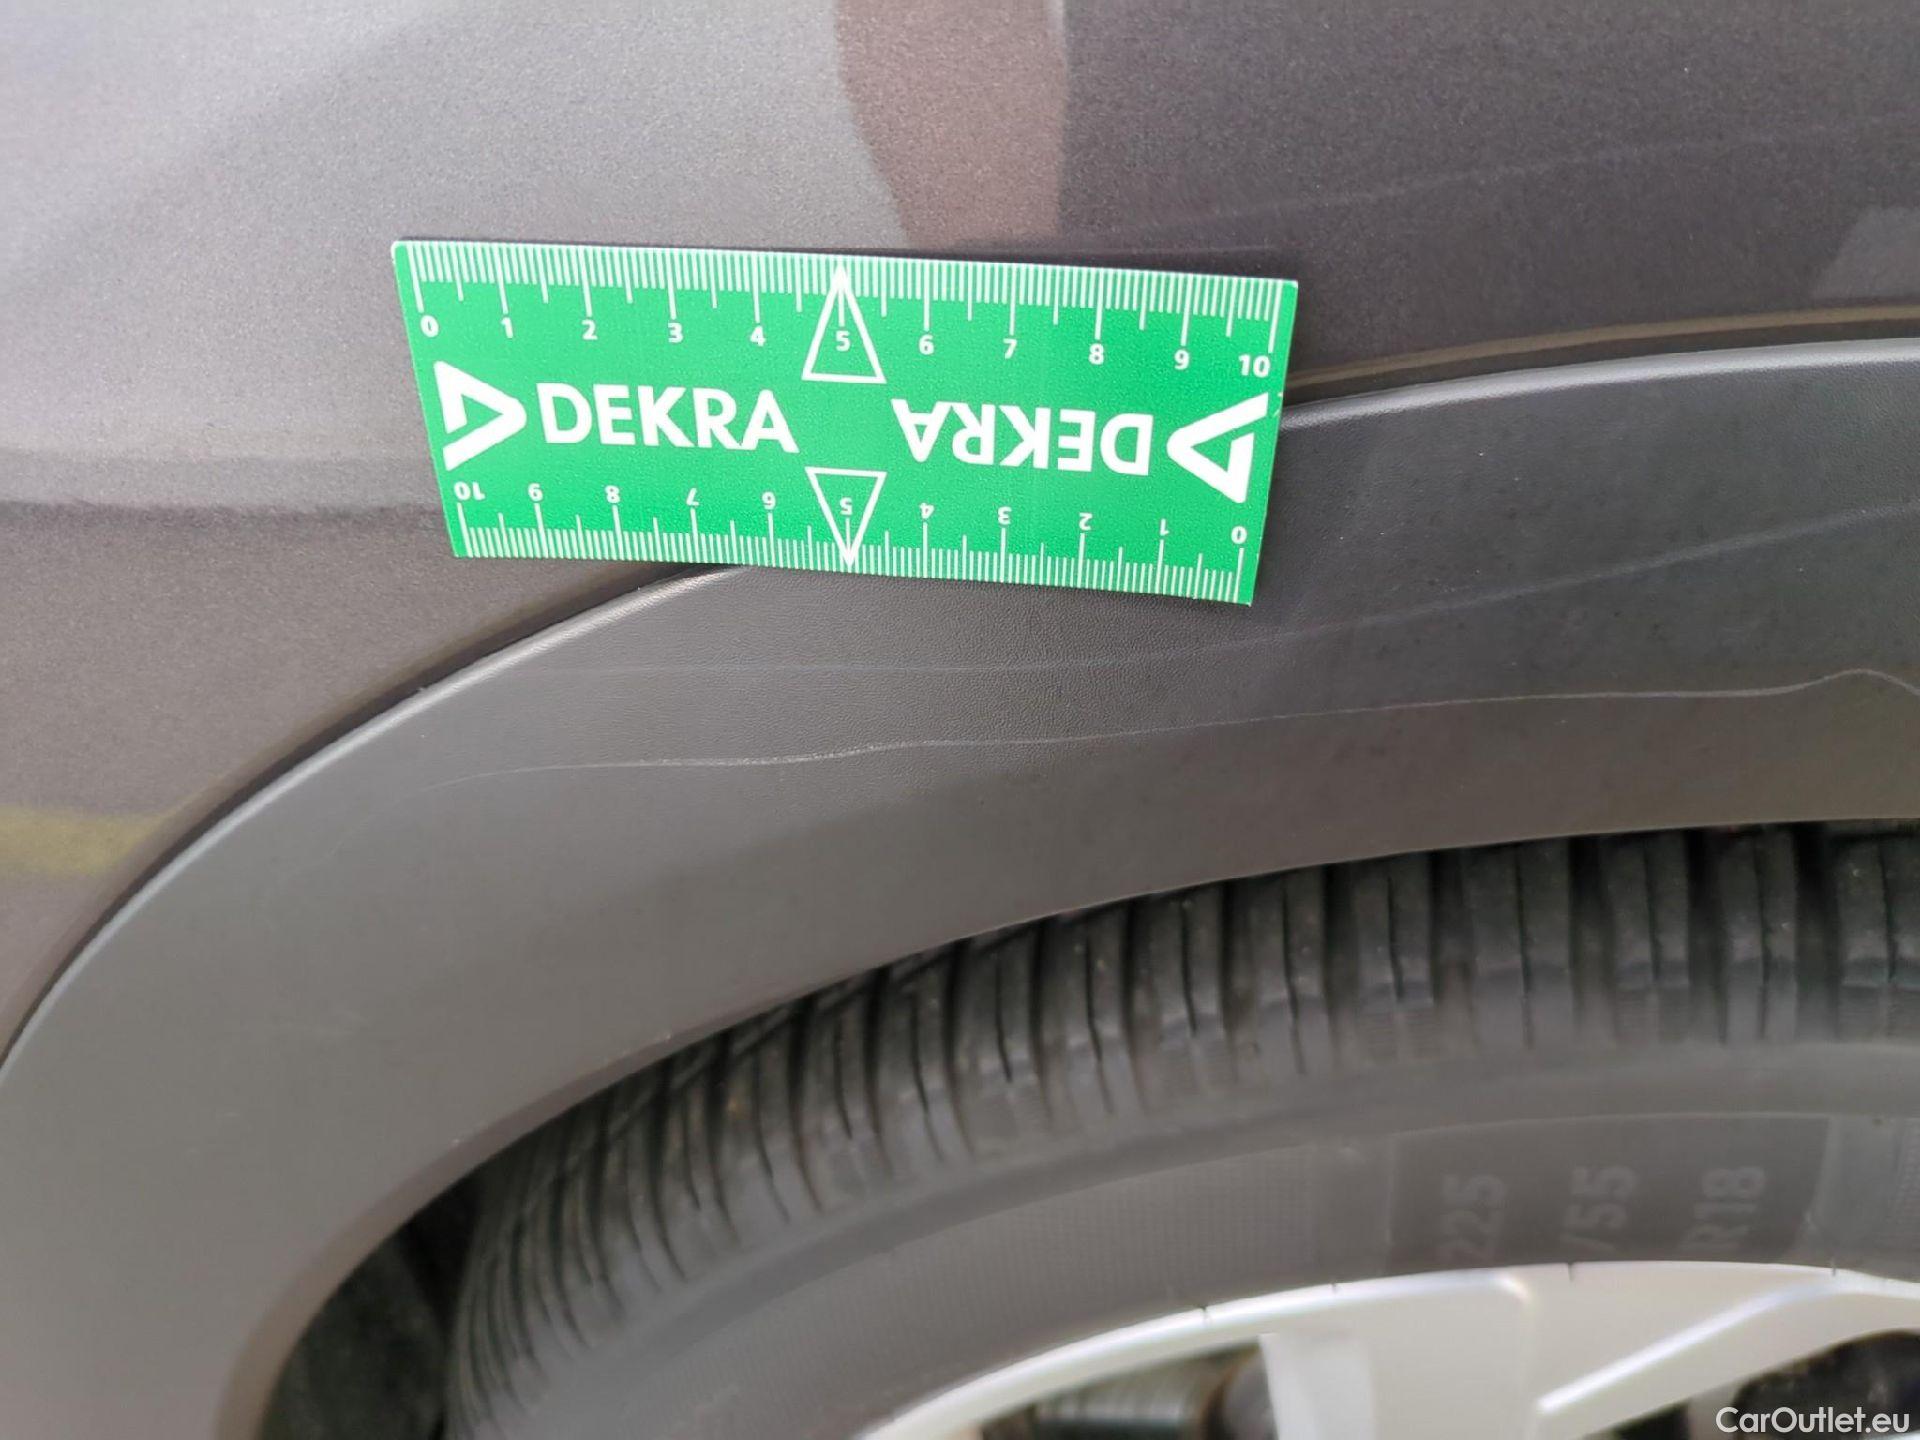 0 1 2 3 4 5 6 7 8 9 10
DEKRA DEKRA
10 9 8 7 6 5 4 3 2 1 0
225 /55 R18
CarOutlet.eu